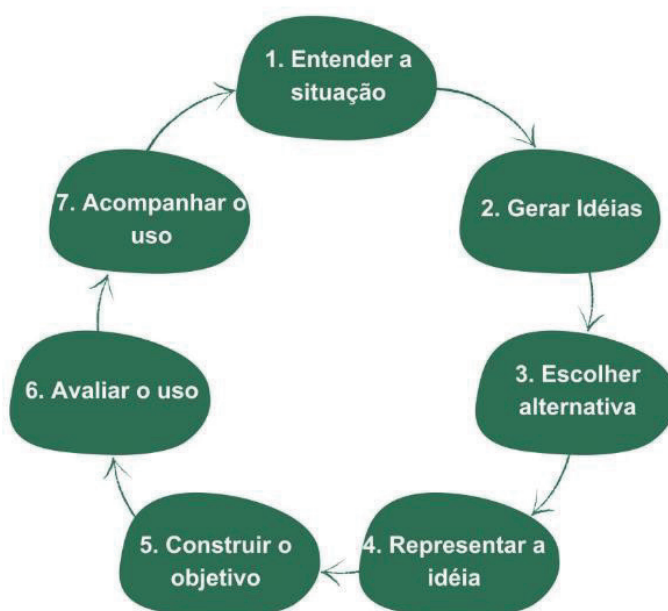 1. Entender a
situação
2. Gerar Idéias
3. Escolher
alternativa
4. Representar a
idéia
5. Construir o
objetivo
6. Avaliar o uso
7. Acompanhar o
uso